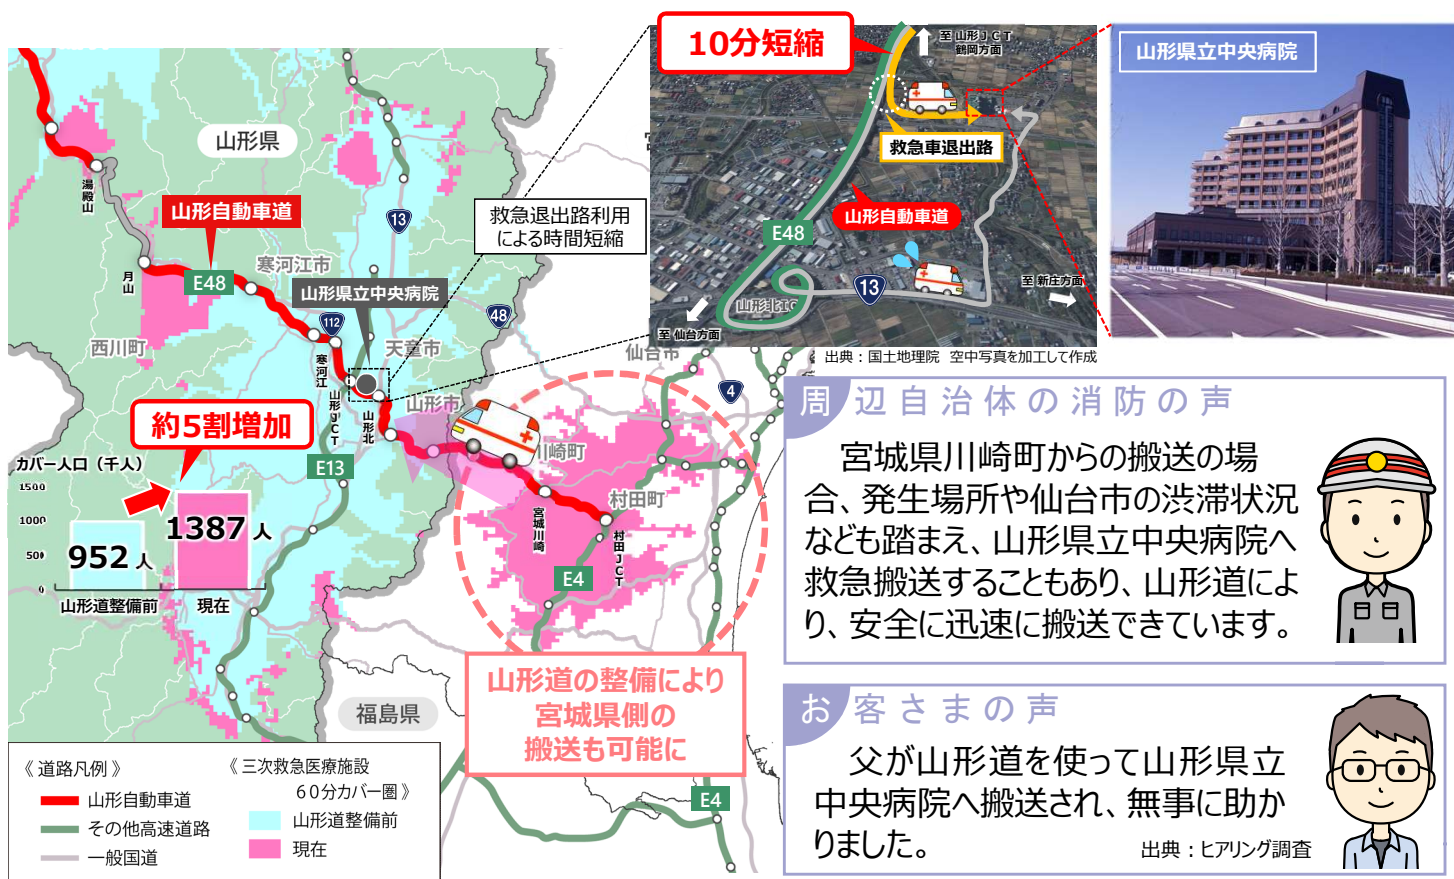 10分短縮
至 山形JCT
鶴岡方面
山形県立中央病院
山形県
救急車退出路
湯殿山
山形自動車道
13
救急退出路利用
による時間短縮
山形自動車道
E48
月山
E48
寒河江市
山形県立中央病院
13
至 新庄方面
山形北IC
112
48
至 仙台方面
西川町
寒河江
天童市
仙台市
出典：国土地理院 空中写真を加工して作成
山形JCT
山形北
山形市
4
約5割増加
カバー人口（千人）
E13
川崎町
村田町
1500
1000
500
0
952 人
1387 人
山形道整備前
現在
宮城川崎
村田JCT
E4
周辺自治体の消防の声
宮城県川崎町からの搬送の場
合、発生場所や仙台市の渋滞状況
なども踏まえ、山形県立中央病院へ
救急搬送することもあり、山形道によ
り、安全に迅速に搬送できています。
山形道の整備により
宮城県側の
搬送も可能に
福島県
E4
お客さまの声
父が山形道を使って山形県立
中央病院へ搬送され、無事に助か
りました。
出典：ヒアリング調査
《 道路凡例 》
山形自動車道
その他高速道路
一般国道
《 三次救急医療施設
６０分カバー圏 》
山形道整備前
現在